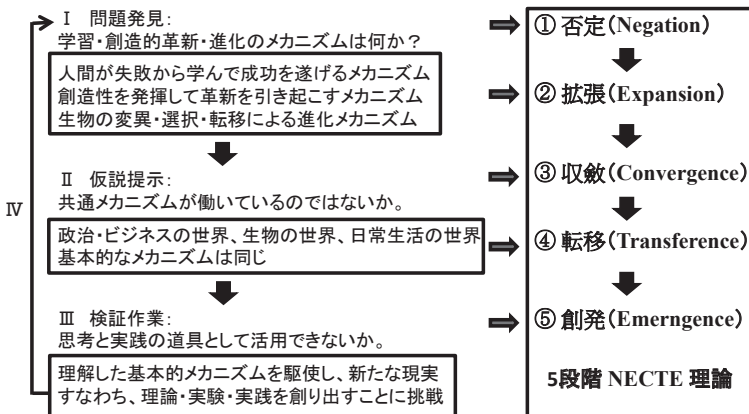 Ⅰ 問題発見:
学習・創造的革新・進化のメカニズムは何か?
人間が失敗から学んで成功を遂げるメカニズム
創造性を発揮して革新を引き起こすメカニズム
生物の変異・選択・転移による進化メカニズム
Ⅱ 仮説提示:
共通メカニズムが働いているのではないか。
Ⅳ
政治・ビジネスの世界、生物の世界、日常生活の世界
基本的なメカニズムは同じ
Ⅲ 検証作業:
思考と実践の道具として活用できないか。
理解した基本的メカニズムを駆使し、新たな現実
すなわち、理論・実験・実践を創り出すことに挑戦
① 否定(Negation)
② 拡張(Expansion)
③ 収斂(Convergence)
④ 転移(Transference)
⑤ 創発(Emerngence)
5段階 NECTE 理論